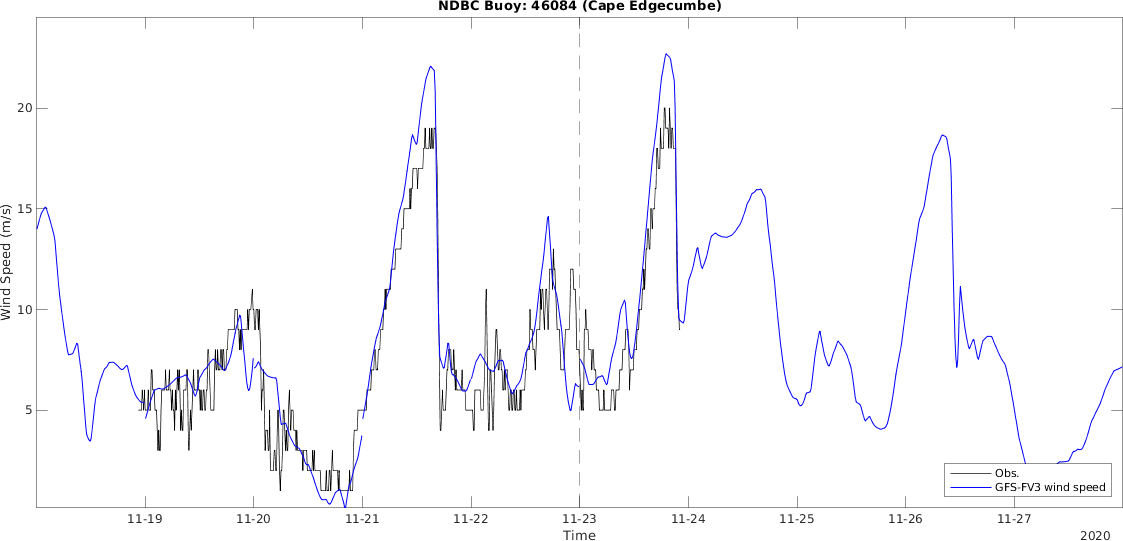 NDBC Buoy: 46084 (Cape Edgecumbe)
20
15
10
5
Wind Speed (m/s)
Obs.
GFS-FV3 wind speed
11-19 11-20 11-21 11-22 11-23 11-24 11-25 11-26 11-27
Time
2020